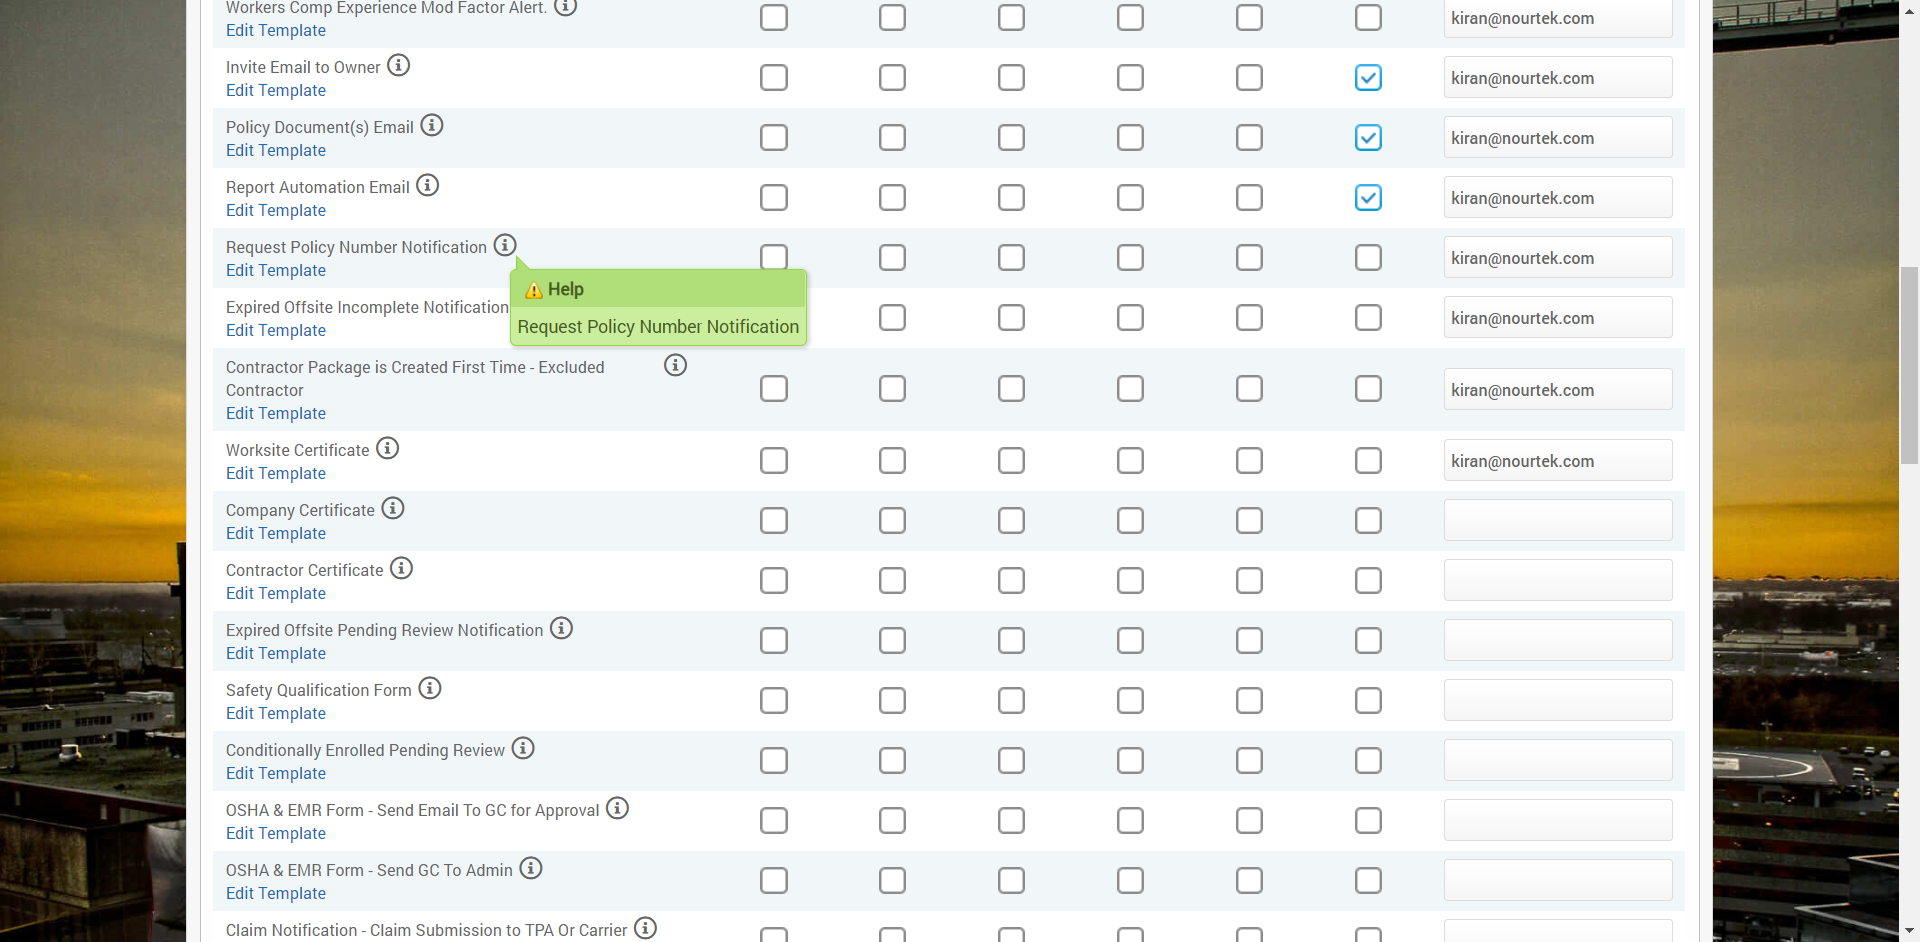 Workers Comp Experience Mod Factor Alert.
Edit Template
kiran@nourtek.com
Invite Email to Owner
Edit Template
kiran@nourtek.com
Policy Document(s) Email
Edit Template
kiran@nourtek.com
Report Automation Email
Edit Template
kiran@nourtek.com
Request Policy Number Notification
Edit Template
kiran@nourtek.com
Help
Request Policy Number Notification
Expired Offsite Incomplete Notification
Edit Template
kiran@nourtek.com
Contractor Package is Created First Time - Excluded
Contractor
Edit Template
kiran@nourtek.com
Worksite Certificate
Edit Template
kiran@nourtek.com
Company Certificate
Edit Template
Contractor Certificate
Edit Template
Expired Offsite Pending Review Notification
Edit Template
Safety Qualification Form
Edit Template
Conditionally Enrolled Pending Review
Edit Template
OSHA & EMR Form - Send Email To GC for Approval
Edit Template
OSHA & EMR Form - Send GC To Admin
Edit Template
Claim Notification - Claim Submission to TPA Or Carrier